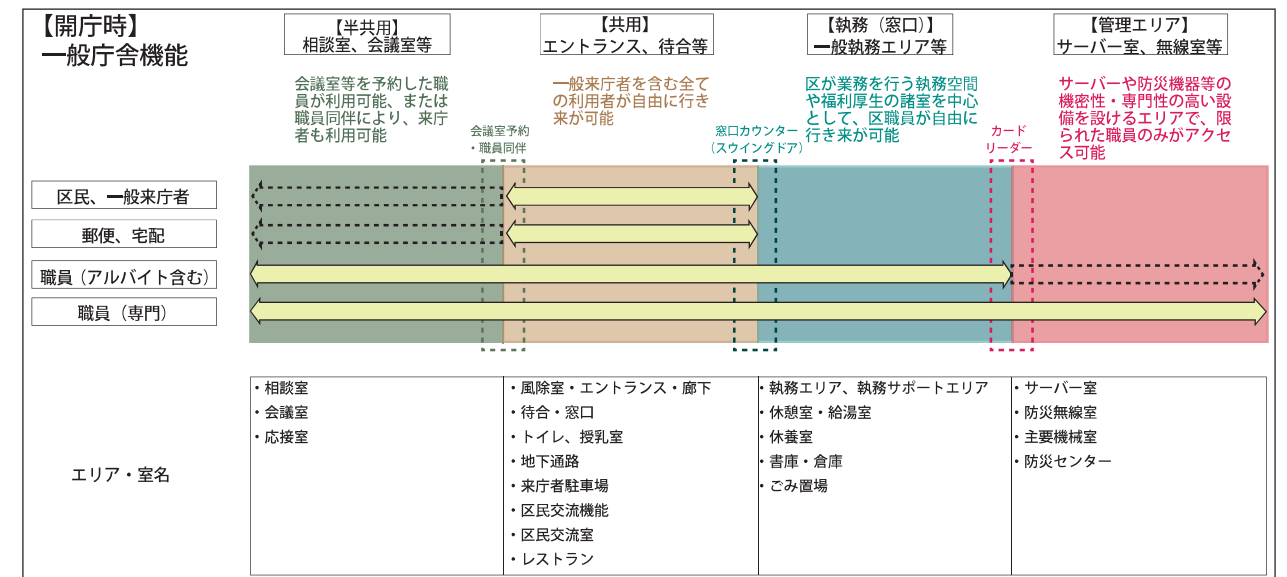 【開庁時】
一般庁舎機能
【半共用】
相談室、会議室等
【共用】
エントランス、待合等
【執務（窓口）】
一般執務エリア等
【管理エリア】
サーバー室、無線室等
会議室等を予約した職
員が利用可能、または
職員同伴により、来庁
者も利用可能
一般来庁者を含む全て
の利用者が自由に行き
来が可能
区が業務を行う執務空間
や福利厚生の諸室を中心
として、区職員が自由に
行き来が可能
サーバーや防災機器等の
機密性・専門性の高い設
備を設けるエリアで、限
られた職員のみがアクセ
ス可能
会議室予約
・職員同伴
窓口カウンター
（スウイングドア）
カード
リーダー
区民、一般来庁者
郵便、宅配
職員（アルバイト含む）
職員（専門）
エリア・室名
・相談室
・会議室
・応接室
・風除室・エントランス・廊下
・待合・窓口
・トイレ、授乳室
・地下通路
・来庁者駐車場
・区民交流機能
・区民交流室
・レストラン
・執務エリア、執務サポートエリア
・休憩室・給湯室
・休養室
・書庫・倉庫
・ごみ置場
・サーバー室
・防災無線室
・主要機械室
・防災センター